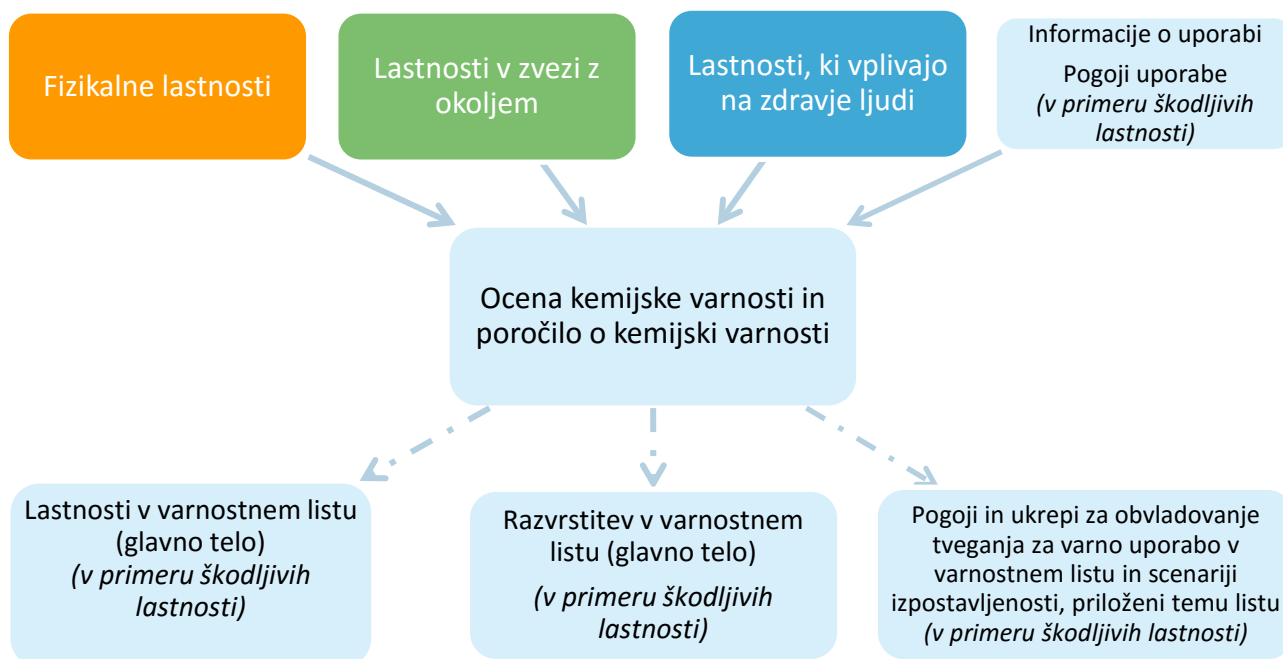 Fizikalne lastnosti
Lastnosti v zvezi z
okoljem
Lastnosti, ki vplivajo
na zdravje ljudi
Informacije o uporabi
Pogoji uporabe
(v primeru škodljivih
lastnosti)
Ocena kemijske varnosti in
poročilo o kemijski varnosti
Lastnosti v varnostnem listu
(glavno telo)
(v primeru škodljivih
lastnosti)
Razvrstitev v varnostnem
listu (glavno telo)
(v primeru škodljivih
lastnosti)
Pogoji in ukrepi za obvladovanje
tveganja za varno uporabo v
varnostnem listu in scenariji
izpostavljenosti, priloženi temu listu
(v primeru škodljivih lastnosti)